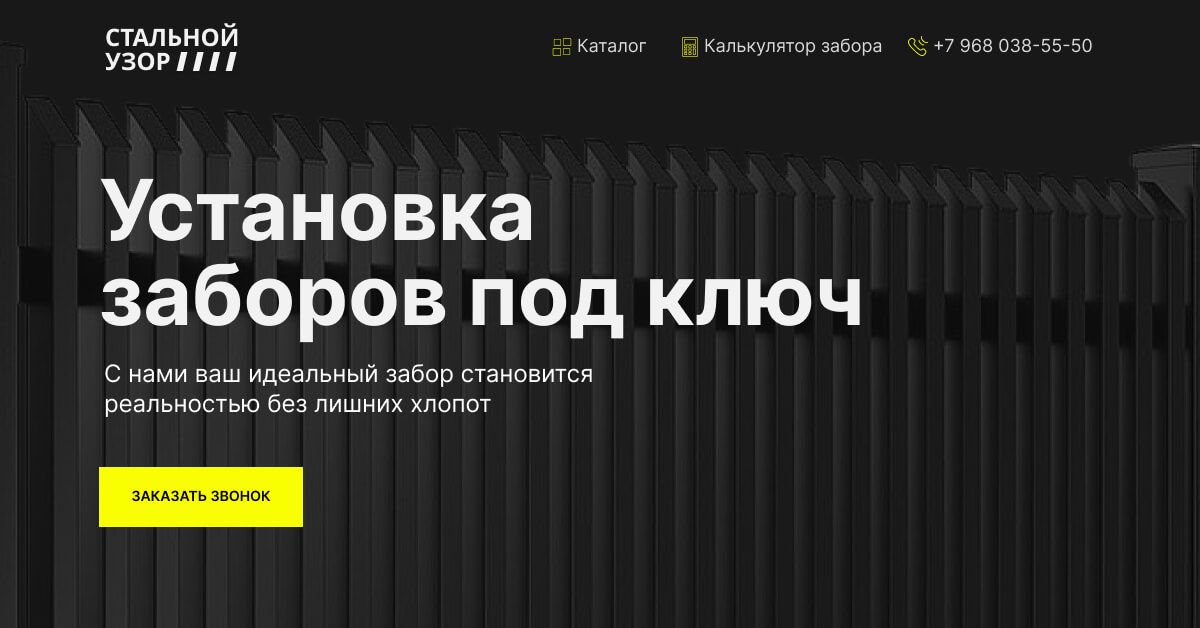 СТАЛЬНОЙ
УЗОР
Каталог
Калькулятор забора
+7 968 038-55-50
Установка
заборов под ключ
С нами ваш идеальный забор становится
реальностью без лишних хлопот
ЗАКАЗАТЬ ЗВОНОК